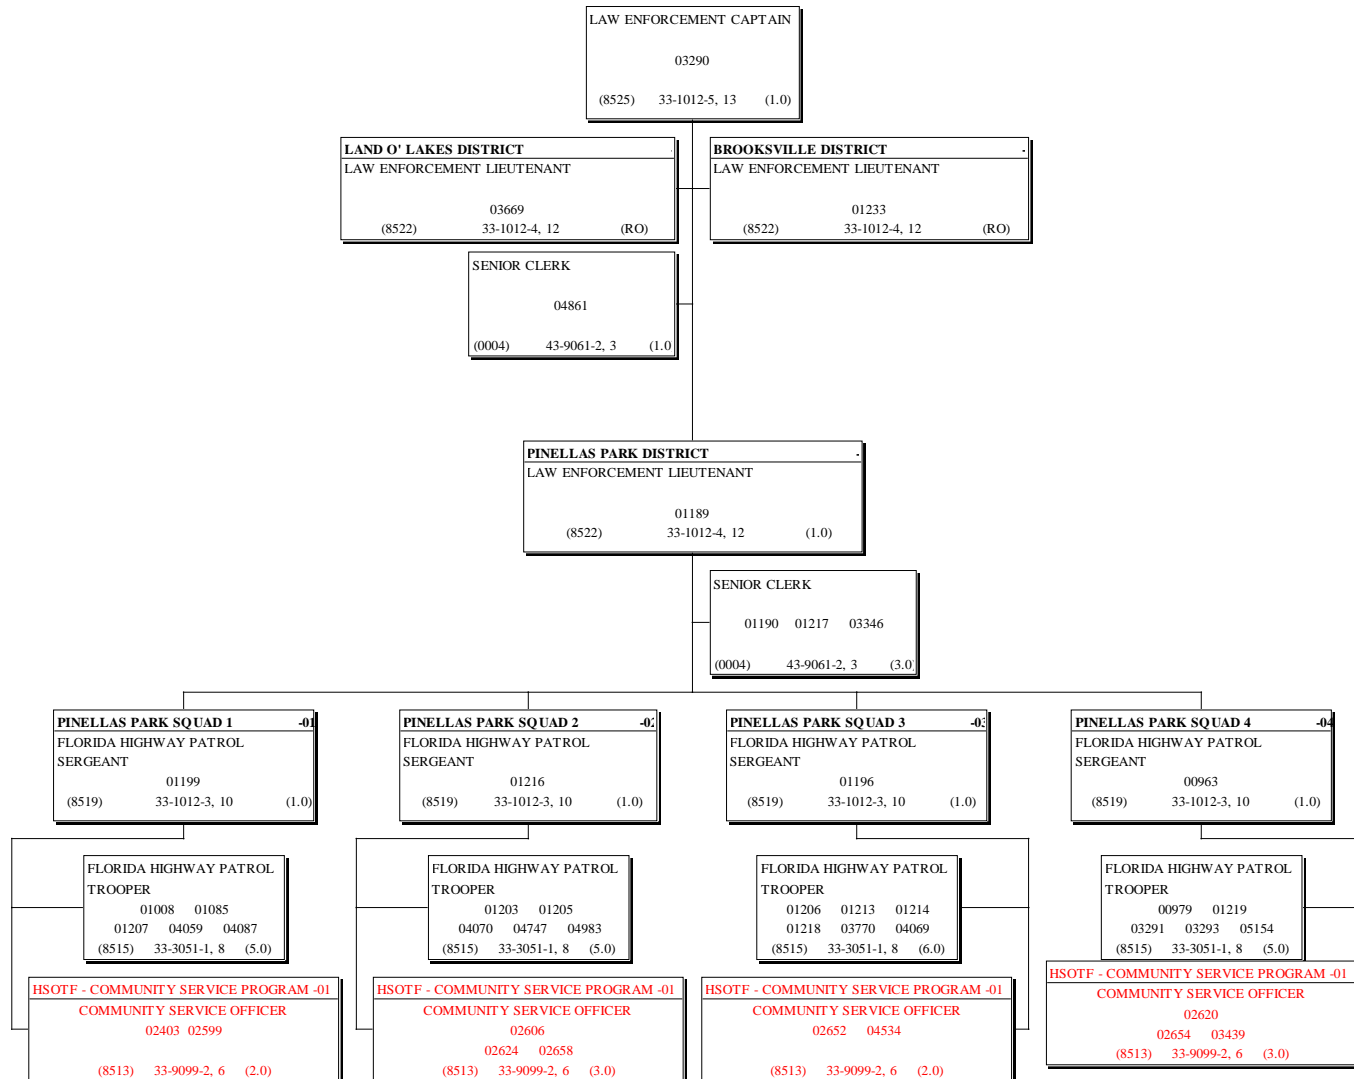 LAW ENFORCEMENT CAPTAIN
03290
(8525) 33-1012-5, 13 (1.0)
LAND O' LAKES DISTRICT -
LAW ENFORCEMENT LIEUTENANT
03669
(8522) 33-1012-4, 12 (RO)
BROOKSVILLE DISTRICT -
LAW ENFORCEMENT LIEUTENANT
01233
(8522) 33-1012-4, 12 (RO)
SENIOR CLERK
04861
(0004) 43-9061-2, 3 (1.0
PINELLAS PARK DISTRICT -
LAW ENFORCEMENT LIEUTENANT
01189
(8522) 33-1012-4, 12 (1.0)
SENIOR CLERK
01190 01217 03346
(0004) 43-9061-2, 3 (3.0)
PINELLAS PARK SQUAD 1 -01
FLORIDA HIGHWAY PATROL
SERGEANT
01199
(8519) 33-1012-3, 10 (1.0)
PINELLAS PARK SQUAD 2 -02
FLORIDA HIGHWAY PATROL
SERGEANT
01216
(8519) 33-1012-3, 10 (1.0)
PINELLAS PARK SQUAD 3 -03
FLORIDA HIGHWAY PATROL
SERGEANT
01196
(8519) 33-1012-3, 10 (1.0)
PINELLAS PARK SQUAD 4 -04
FLORIDA HIGHWAY PATROL
SERGEANT
00963
(8519) 33-1012-3, 10 (1.0)
FLORIDA HIGHWAY PATROL
TROOPER
01008 01085
01207 04059 04087
(8515) 33-3051-1, 8 (5.0)
FLORIDA HIGHWAY PATROL
TROOPER
01203 01205
04070 04747 04983
(8515) 33-3051-1, 8 (5.0)
FLORIDA HIGHWAY PATROL
TROOPER
01206 01213 01214
01218 03770 04069
(8515) 33-3051-1, 8 (6.0)
FLORIDA HIGHWAY PATROL
TROOPER
00979 01219
03291 03293 05154
(8515) 33-3051-1, 8 (5.0)
HSOTF - COMMUNITY SERVICE PROGRAM -01
COMMUNITY SERVICE OFFICER
02403 02599
(8513) 33-9099-2, 6 (2.0)
HSOTF - COMMUNITY SERVICE PROGRAM -01
COMMUNITY SERVICE OFFICER
02606
02624 02658
(8513) 33-9099-2, 6 (3.0)
HSOTF - COMMUNITY SERVICE PROGRAM -01
COMMUNITY SERVICE OFFICER
02652 04534
(8513) 33-9099-2, 6 (2.0)
HSOTF - COMMUNITY SERVICE PROGRAM -01
COMMUNITY SERVICE OFFICER
02620
02654 03439
(8513) 33-9099-2, 6 (3.0)